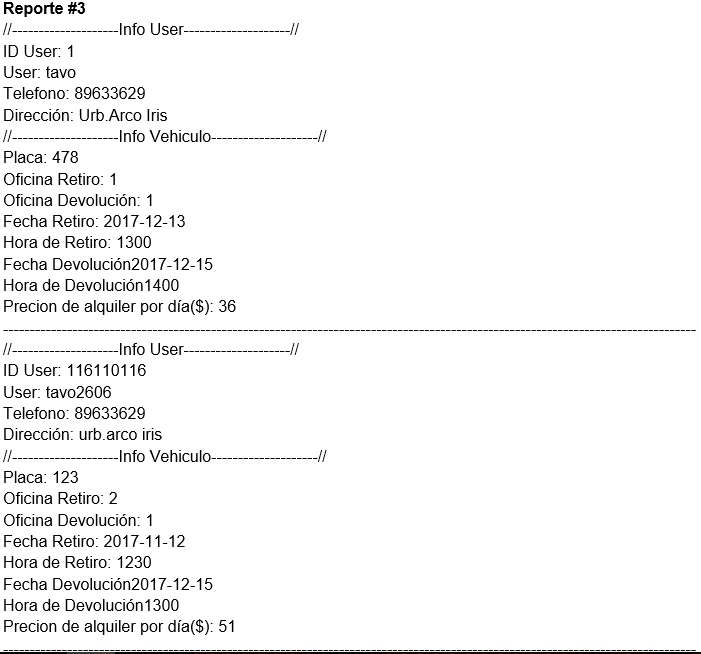 Reporte #3
//--------------------Info User--------------------//
ID User: 1
User: tavo
Telefono: 89633629
Dirección: Urb.Arco Iris
//--------------------Info Vehiculo--------------------//
Placa: 478
Oficina Retiro: 1
Oficina Devolución: 1
Fecha Retiro: 2017-12-13
Hora de Retiro: 1300
Fecha Devolución2017-12-15
Hora de Devolución1400
Precion de alquiler por día($): 36
----------------------------------------------------------------------------------------------------------------------------------
//--------------------Info User--------------------//
ID User: 116110116
User: tavo2606
Telefono: 89633629
Dirección: urb.arco iris
//--------------------Info Vehiculo--------------------//
Placa: 123
Oficina Retiro: 2
Oficina Devolución: 1
Fecha Retiro: 2017-11-12
Hora de Retiro: 1230
Fecha Devolución2017-12-15
Hora de Devolución1300
Precion de alquiler por día($): 51
----------------------------------------------------------------------------------------------------------------------------------